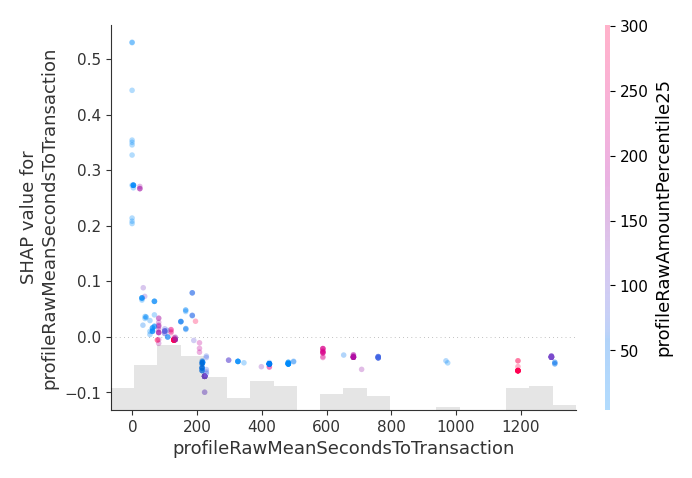 SHAP value for
profileRawMeanSecondsToTransaction
0.5
0.4
0.3
0.2
0.1
0.0
−0.1
0 200 400 600 800 1000 1200
profileRawMeanSecondsToTransaction
300
250
200
150
100
50
profileRawAmountPercentile25